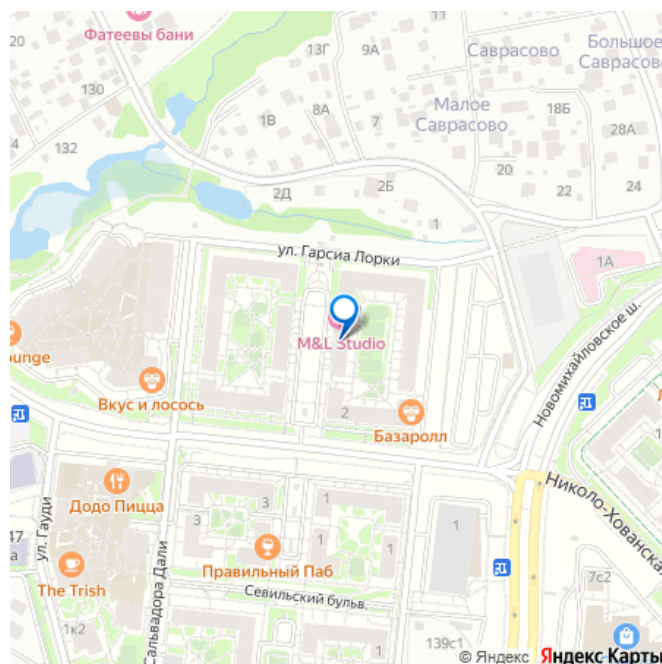 20
Фатеевы бани
13Г
9А
Саврасово
Большое
Саврасово
130
8А
7
1В
Малое
Саврасово
18Б
28А
132
20
2Д
2Б
22
24
1
ул. Гарсиа Лорки
1А
M&L Studio
Новомихайловское ш.
ounge
Вкус и лосось
2
Базаролл
Додо Пицца
3
3
1
1
1
Николо-Хованская
47
а
ул. Гауди
Сальвадора Дали
Правильный Паб
The Trish
Севильский бульв.
7с2
1к2
139с1
© Яндекс Яндекс Карты